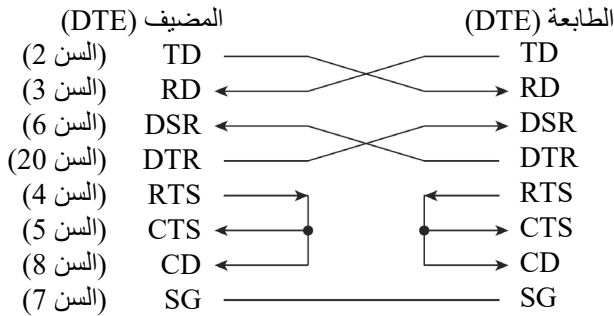 الطابعة (DTE) المضيف (DTE)
TD TD (السن 2)
RD RD (السن 3)
DSR DSR (السن 6)
DTR DTR (السن 20)
RTS RTS (السن 4)
CTS CTS (السن 5)
CD CD (السن 8)
SG SG (السن 7)